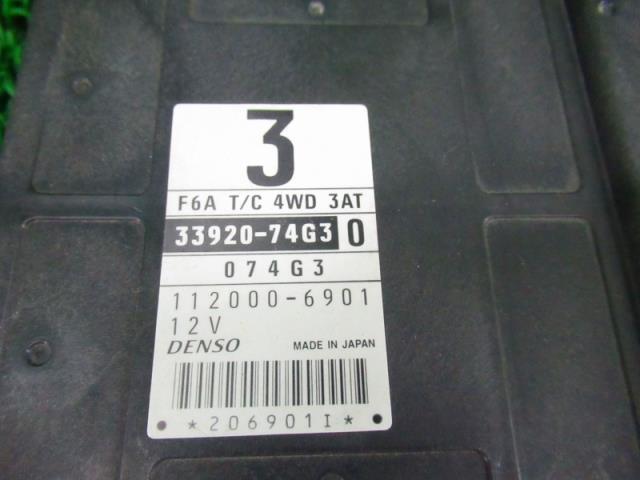 3
F6A T/C 4WD 3AT
33920-74G3 0
074G3
112000-6901
12V
DENSO MADE IN JAPAN
*206901I*